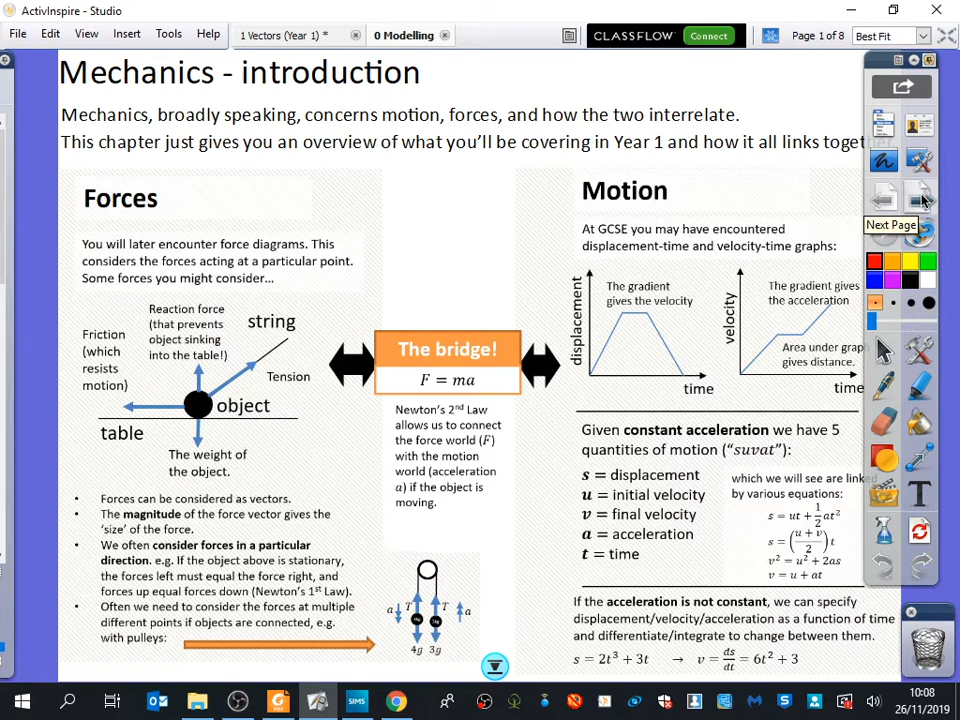 ActivInspire - Studio
File Edit View Insert Tools Help
1 Vectors (Year 1) *
0 Modelling
CLASSFLOW Connect
Page 1 of 8
Best Fit
Mechanics - introduction
Mechanics, broadly speaking, concerns motion, forces, and how the two interrelate.
This chapter just gives you an overview of what you'll be covering in Year 1 and how it all links together.
Forces
You will later encounter force diagrams. This
considers the forces acting at a particular point.
Some forces you might consider...
Friction
(which
resists
motion)
Reaction force
(that prevents
object sinking
into the table!)
string
Tension
object
table
The weight of
the object.
• Forces can be considered as vectors.
• The magnitude of the force vector gives the
'size' of the force.
• We often consider forces in a particular
direction. e.g. If the object above is stationary,
the forces left must equal the force right, and
forces up equal forces down (Newton's 1st Law).
• Often we need to consider the forces at multiple
different points if objects are connected, e.g.
with pulleys:
The bridge!
F = ma
Newton's 2nd Law
allows us to connect
the force world (F)
with the motion
world (acceleration
a) if the object is
moving.
a T T a
4g 3g
Motion
At GCSE you may have encountered
displacement-time and velocity-time graphs:
displacement
The gradient
gives the velocity
time
velocity
The gradient gives
the acceleration
Area under graph
gives distance.
time
Given constant acceleration we have 5
quantities of motion ("suvat"):
s = displacement
u = initial velocity
v = final velocity
a = acceleration
t = time
which we will see are linked
by various equations:
s = ut + 1/2 at²
s = ((u + v)/2) t
v² = u² + 2as
v = u + at
If the acceleration is not constant, we can specify
displacement/velocity/acceleration as a function of time
and differentiate/integrate to change between them.
s = 2t³ + 3t → v = ds/dt = 6t² + 3
Next Page
T
SIMS
10:08
26/11/2019